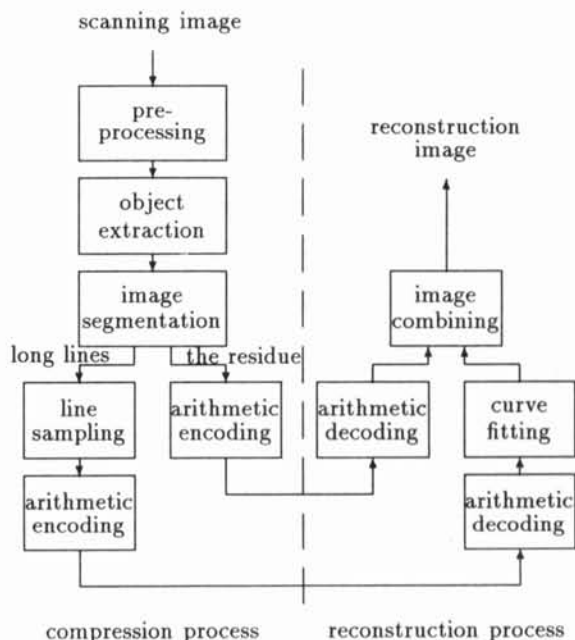 scanning image
pre-
processing
object
extraction
image
segmentation
long lines
the residue
line
sampling
arithmetic
encoding
arithmetic
encoding
reconstruction
image
image
combining
arithmetic
decoding
curve
fitting
arithmetic
decoding
compression process
reconstruction process